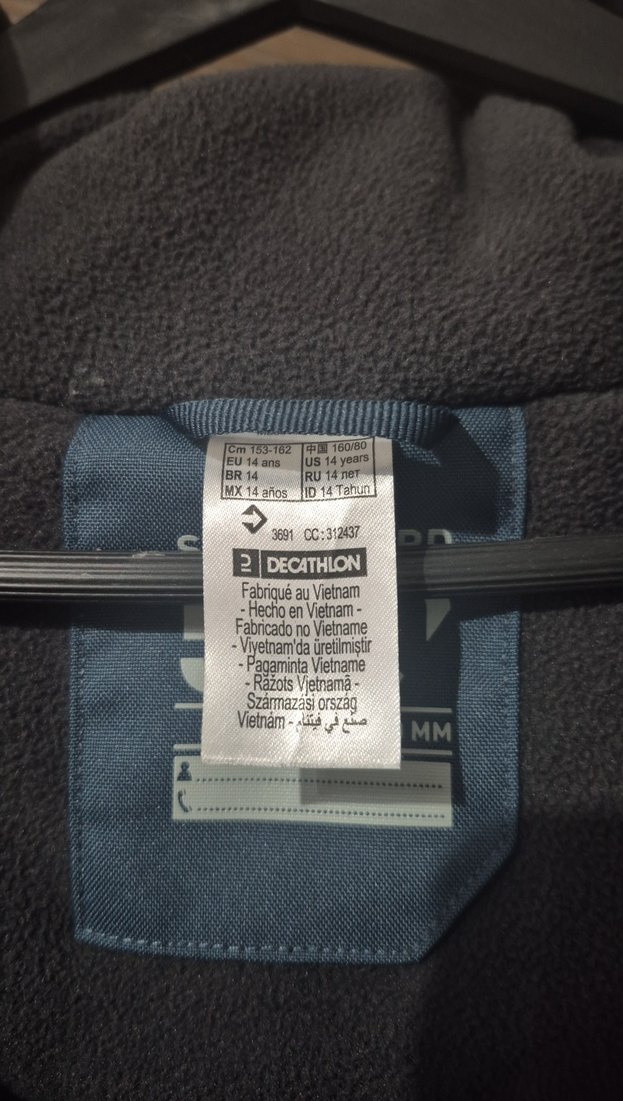 Cm 153-162 中国 160/80
EU 14 ans US 14 years
BR 14 RU 14 лет
MX 14 años ID 14 Tahun
3691 CC:312437
DECATHLON
Fabriqué au Vietnam
- Hecho en Vietnam -
Fabricado no Vietname
- Viyetnam'da üretilmiştir
- Pagaminta Vietname
- Ražots Vjetnamā -
Származási ország
Vietnám - صنع في فيتنام
MM